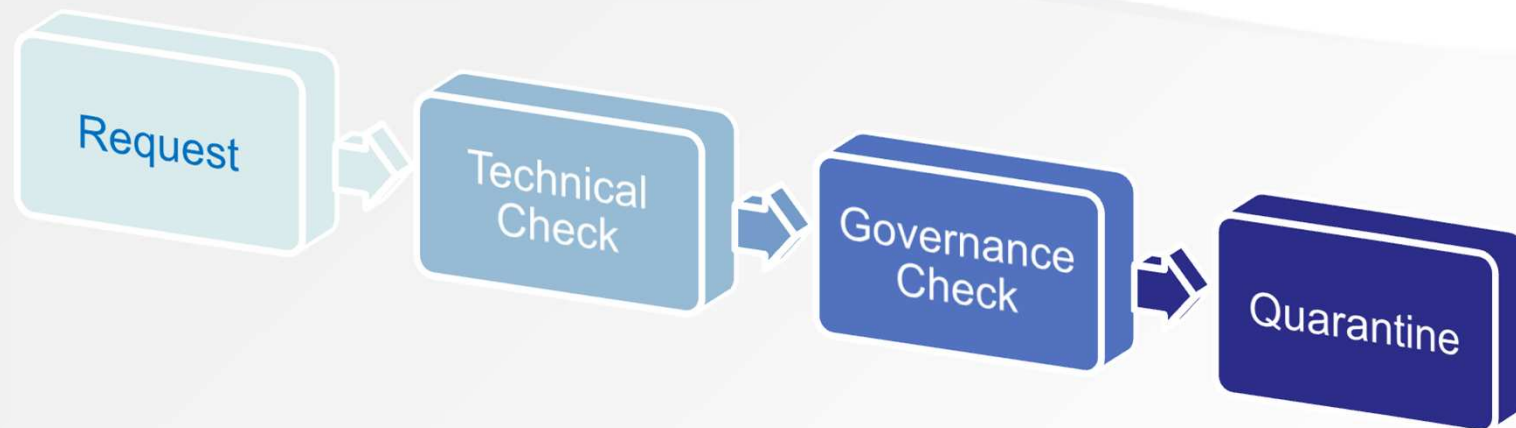 Request
Technical
Check
Governance
Check
Quarantine